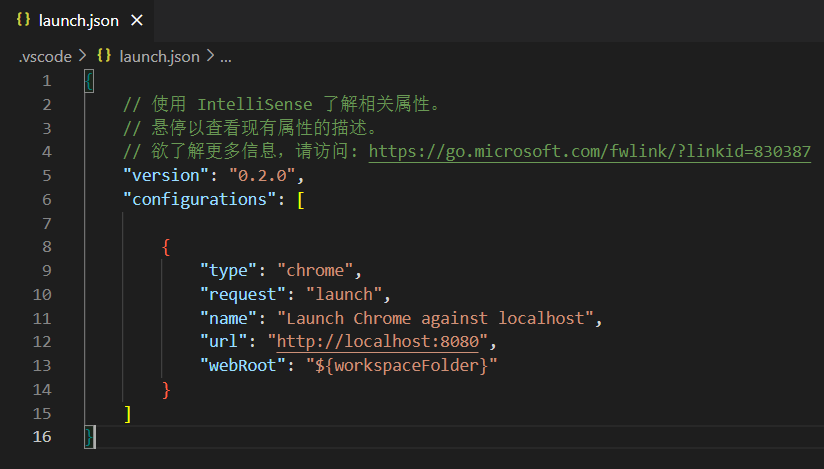 {} launch.json ×
.vscode > {} launch.json > ...
1 {
2 // 使用 IntelliSense 了解相关属性。
3 // 悬停以查看现有属性的描述。
4 // 欲了解更多信息，请访问: https://go.microsoft.com/fwlink/?linkid=830387
5 "version": "0.2.0",
6 "configurations": [
7
8 {
9 "type": "chrome",
10 "request": "launch",
11 "name": "Launch Chrome against localhost",
12 "url": "http://localhost:8080",
13 "webRoot": "${workspaceFolder}"
14 }
15 ]
16 }